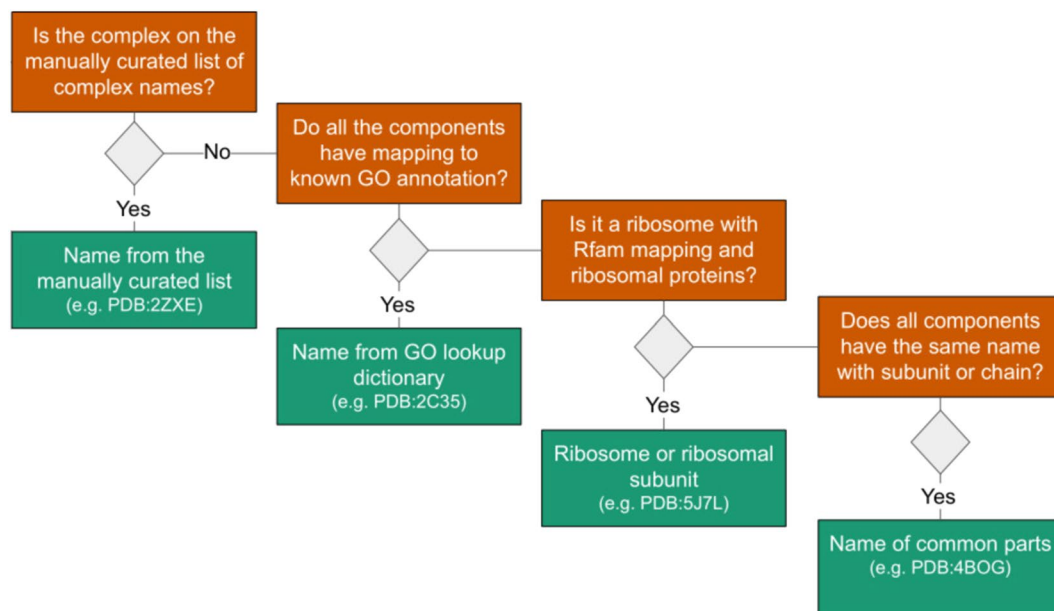 Is the complex on the
manually curated list of
complex names?
No
Yes
Name from the
manually curated list
(e.g. PDB:2ZXE)
Do all the components
have mapping to
known GO annotation?
Yes
Name from GO lookup
dictionary
(e.g. PDB:2C35)
Is it a ribosome with
Rfam mapping and
ribosomal proteins?
Yes
Ribosome or ribosomal
subunit
(e.g. PDB:5J7L)
Does all components
have the same name
with subunit or chain?
Yes
Name of common parts
(e.g. PDB:4BOG)